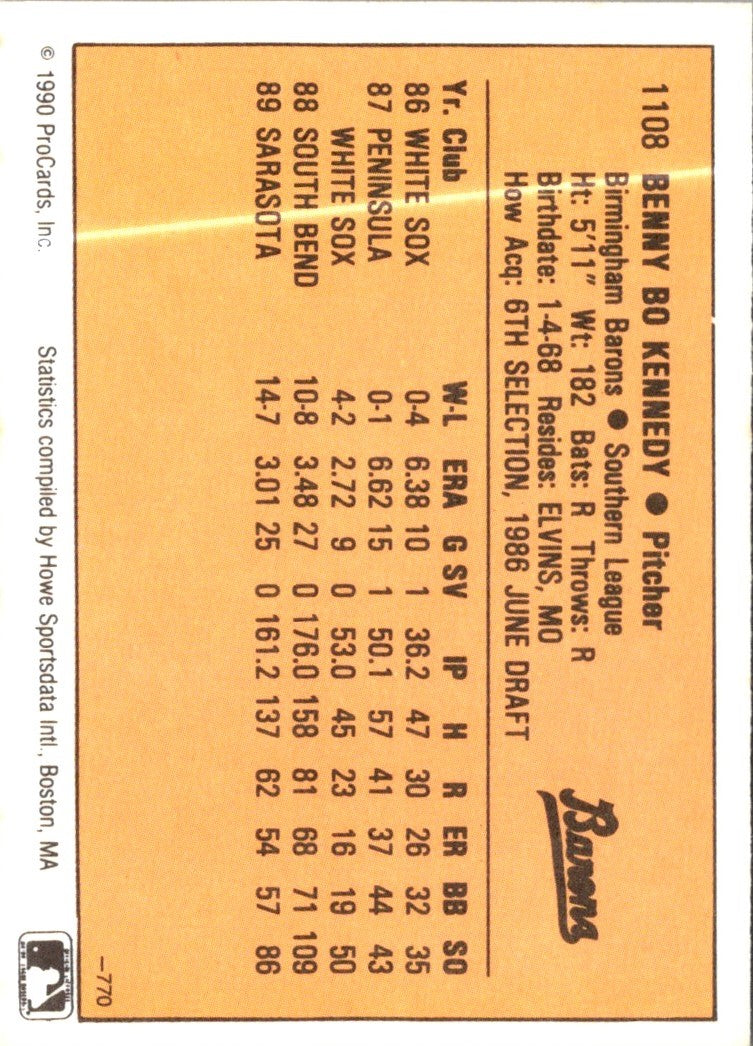 1108 BENNY BO KENNEDY ● Pitcher
Birmingham Barons ● Southern League
Ht: 5'11" Wt: 182 Bats: R Throws: R
Birthdate: 1-4-68 Resides: ELVINS, MO
How Acq: 6TH SELECTION, 1986 JUNE DRAFT
Barons
Yr. Club W-L ERA G SV IP H R ER BB SO
86 WHITE SOX 0-4 6.38 10 1 36.2 47 30 26 32 35
87 PENINSULA 0-1 6.62 15 1 50.1 57 41 37 44 43
WHITE SOX 4-2 2.72 9 0 53.0 45 23 16 19 50
88 SOUTH BEND 10-8 3.48 27 0 176.0 158 81 68 71 109
89 SARASOTA 14-7 3.01 25 0 161.2 137 62 54 57 86
–770
© 1990 ProCards, Inc. Statistics compiled by Howe Sportsdata Intl., Boston, MA